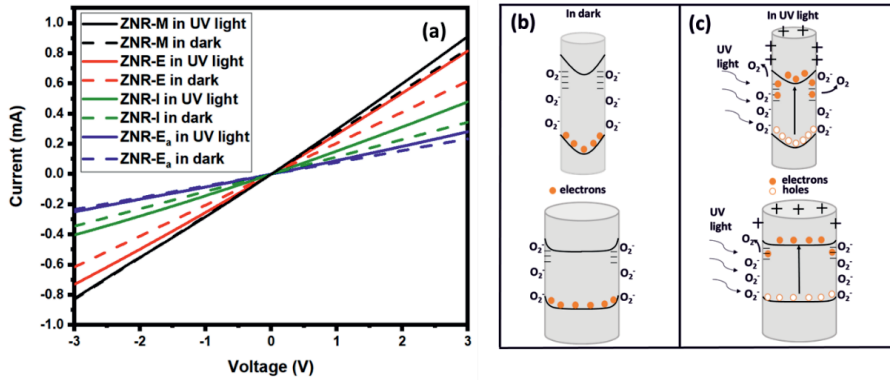 (a)
ZNR-M in UV light
ZNR-M in dark
ZNR-E in UV light
ZNR-E in dark
ZNR-I in UV light
ZNR-I in dark
ZNR-Eₐ in UV light
ZNR-Eₐ in dark
Current (mA)
1.0
0.8
0.6
0.4
0.2
0.0
-0.2
-0.4
-0.6
-0.8
-1.0
-3 -2 -1 0 1 2 3
Voltage (V)
(b)
In dark
O₂⁻ O₂⁻
O₂⁻ O₂⁻
O₂⁻ O₂⁻
electrons
O₂⁻ O₂⁻
O₂⁻ O₂⁻
O₂⁻ O₂⁻
(c)
In UV light
+ + +
+ +
+ +
UV
light
O₂ O₂⁻ O₂
O₂⁻ O₂⁻
O₂⁻ O₂⁻
electrons
holes
+ + +
+ +
UV
light
O₂ O₂⁻
O₂⁻ O₂⁻
O₂⁻ O₂⁻